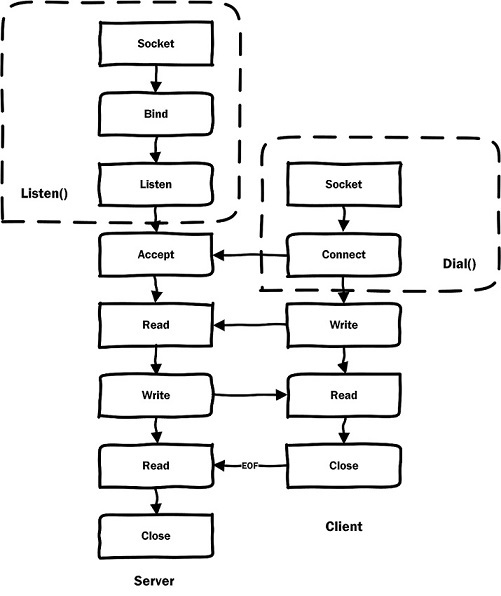 Socket
Bind
Listen
Listen()
Socket
Accept
Connect
Dial()
Read
Write
Write
Read
Read
EOF
Close
Close
Client
Server